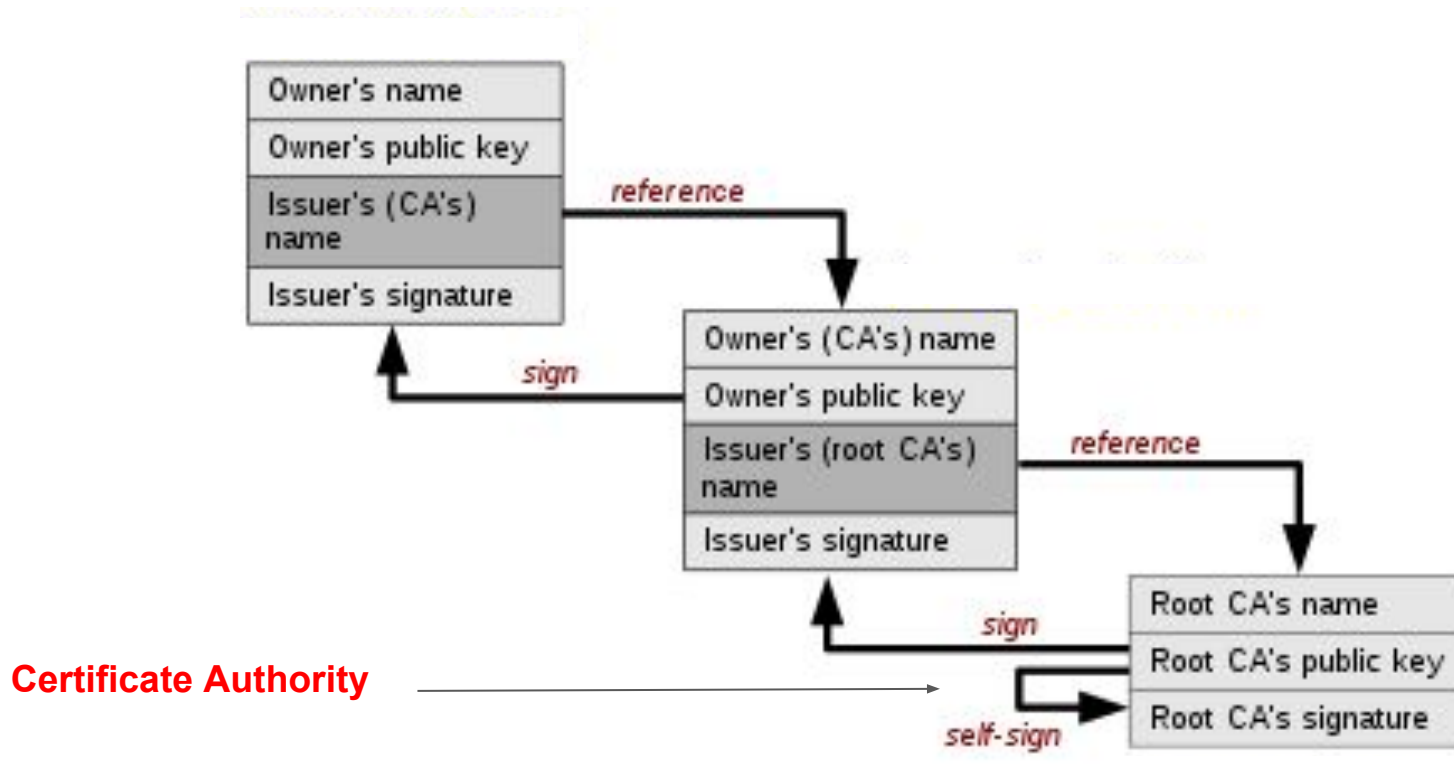 Owner's name
Owner's public key
Issuer's (CA's)
name
Issuer's signature
reference
sign
Owner's (CA's) name
Owner's public key
Issuer's (root CA's)
name
Issuer's signature
reference
sign
Root CA's name
Root CA's public key
Root CA's signature
self-sign
Certificate Authority